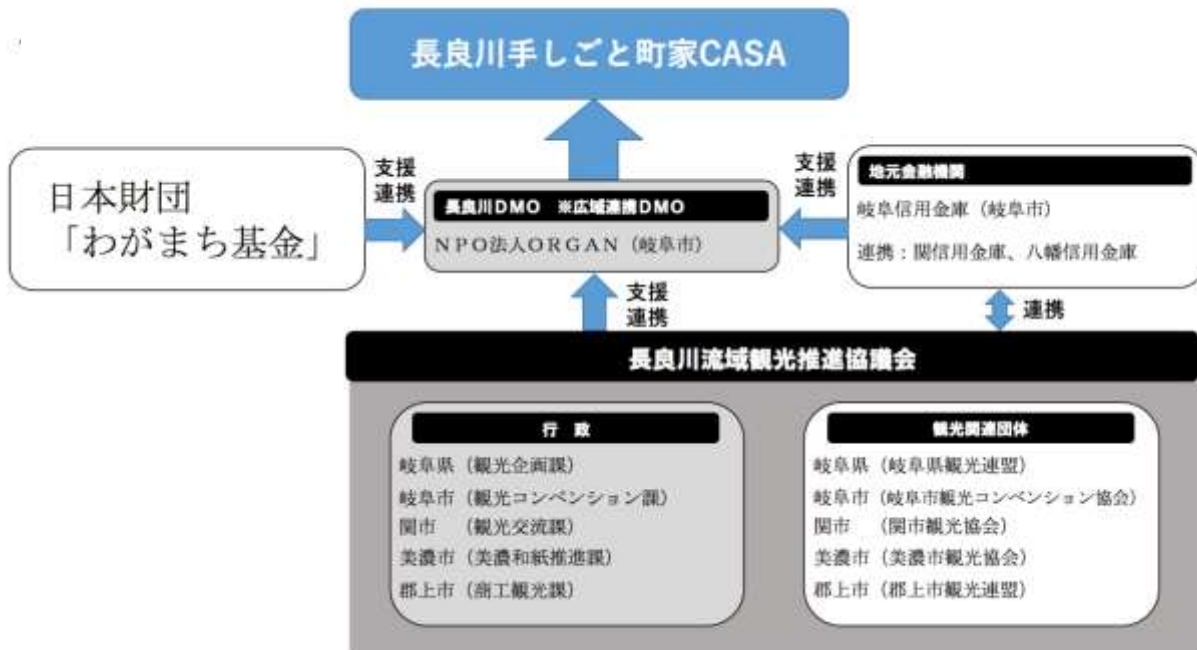 長良川手しごと町家CASA
日本財団
「わがまち基金」
支援
連携
長良川DMO ※広域連携DMO
NPO法人ORGAN(岐阜市)
支援
連携
地元金融機関
岐阜信用金庫(岐阜市)
連携:関信用金庫、八幡信用金庫
支援
連携
連携
長良川流域観光推進協議会
行 政
岐阜県(観光企画課)
岐阜市(観光コンベンション課)
関市 (観光交流課)
美濃市(美濃和紙推進課)
郡上市(商工観光課)
観光関連団体
岐阜県(岐阜県観光連盟)
岐阜市(岐阜市観光コンベンション協会)
関市 (関市観光協会)
美濃市(美濃市観光協会)
郡上市(郡上市観光連盟)